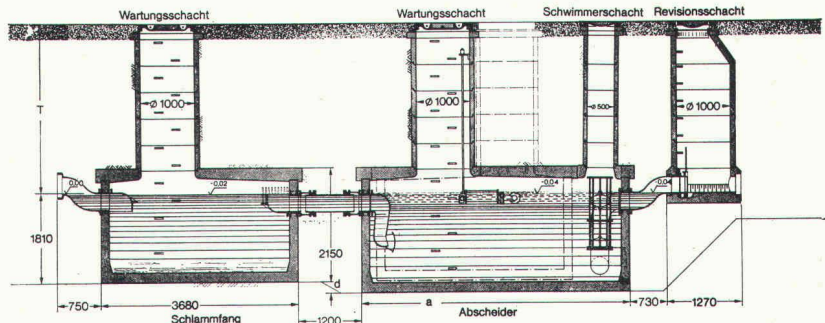 Wartungsschacht
Wartungsschacht
Schwimmerschacht
Revisionsschacht
T
ø 1000
ø 1000
ø 500
ø 1000
0.00
-0.02
-0.04
-0.04
1810
2150
d
750
3680
1200
a
730
1270
Schlammfang
Abscheider